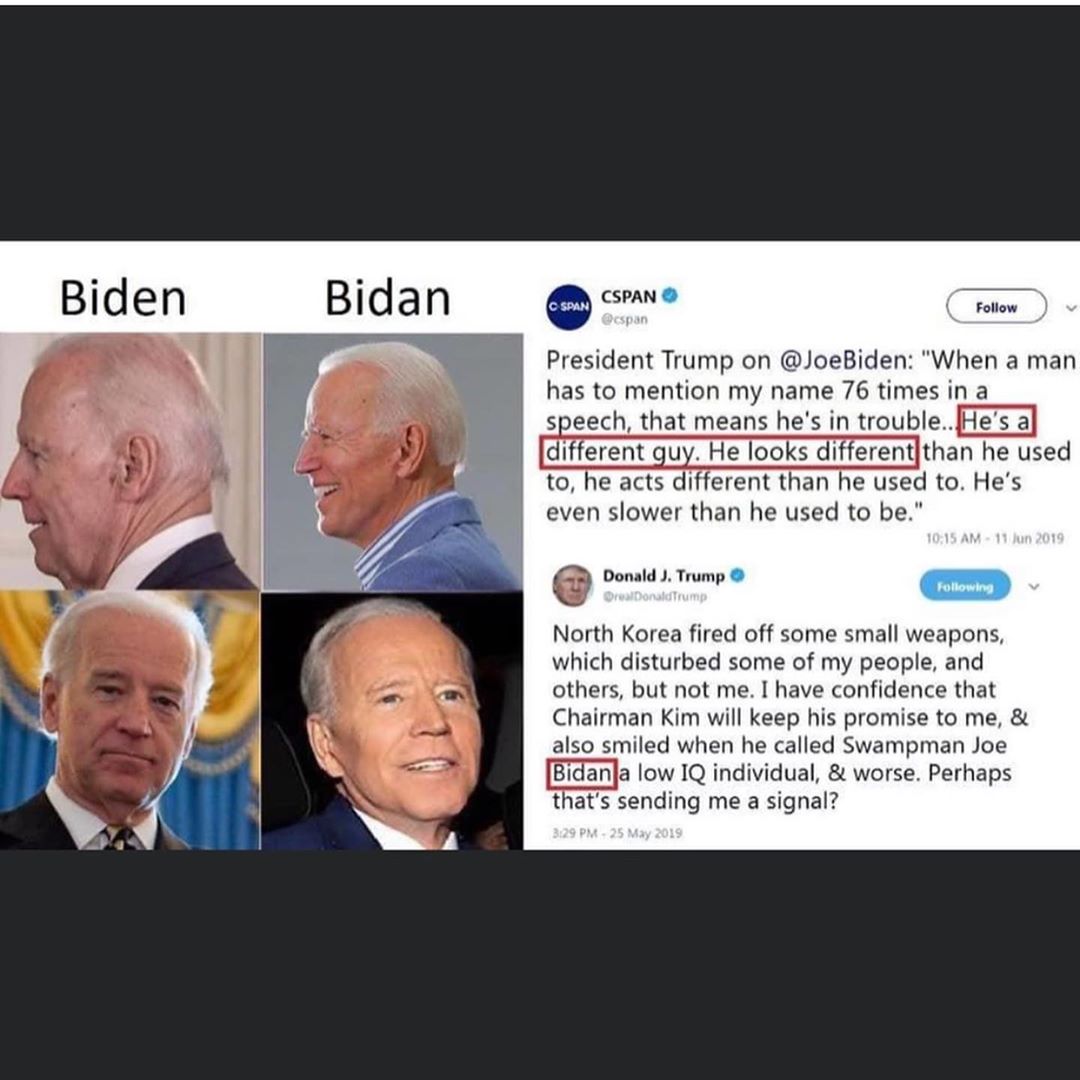 Biden
Bidan
C SPAN
CSPAN
@cspan
Follow
President Trump on @JoeBiden: "When a man
has to mention my name 76 times in a
speech, that means he's in trouble...He's a
different guy. He looks different than he used
to, he acts different than he used to. He's
even slower than he used to be."
10:15 AM - 11 Jun 2019
Donald J. Trump
@realDonaldTrump
Following
North Korea fired off some small weapons,
which disturbed some of my people, and
others, but not me. I have confidence that
Chairman Kim will keep his promise to me, &
also smiled when he called Swampman Joe
Bidan a low IQ individual, & worse. Perhaps
that's sending me a signal?
3:29 PM - 25 May 2019